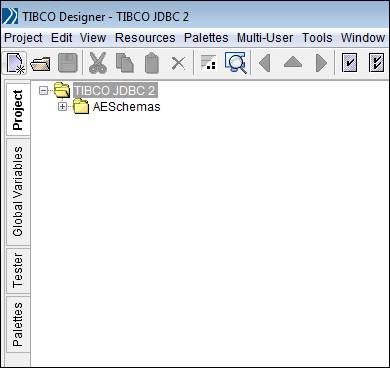 TIBCO Designer - TIBCO JDBC 2
Project Edit View Resources Palettes Multi-User Tools Window
TIBCO JDBC 2
AESchemas
Project
Global Variables
Tester
Palettes